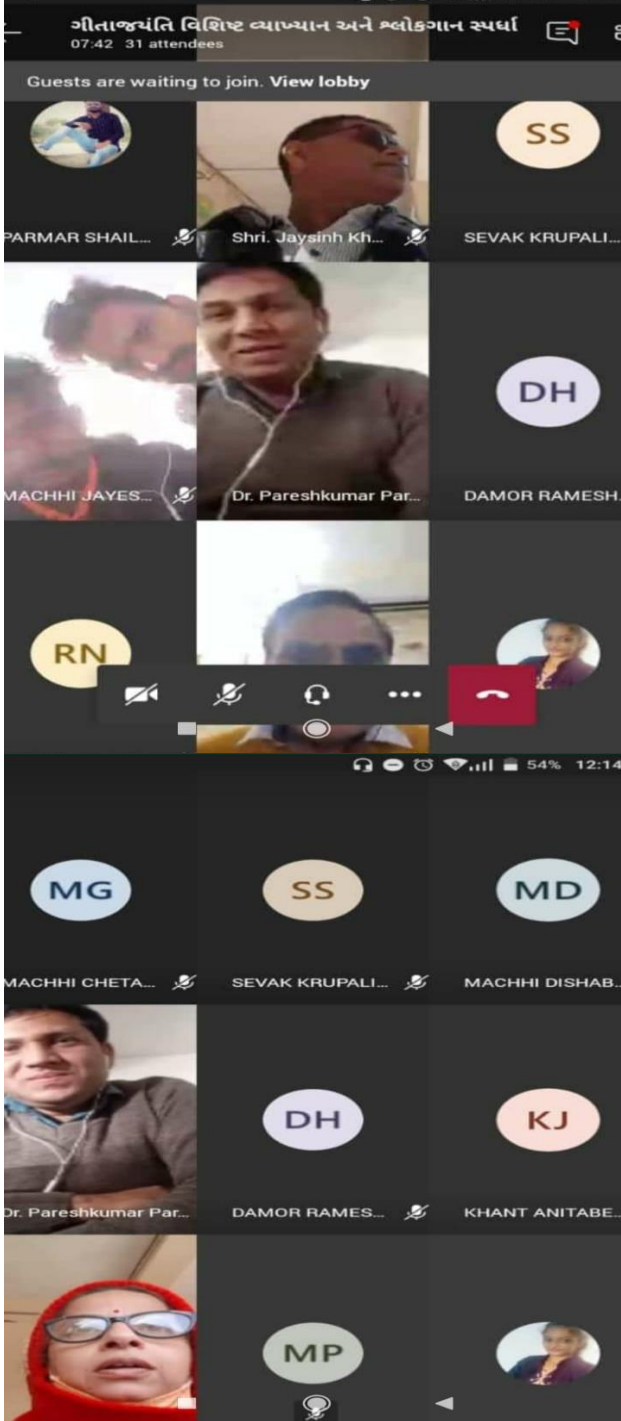 ગીતાજયંતિ વિશિષ્ટ વ્યાખ્યાન અને શ્લોકગાન સ્પર્ધા
07:42 31 attendees
Guests are waiting to join. View lobby
SS
PARMAR SHAIL...
Shri. Jaysinh Kh...
SEVAK KRUPALI...
DH
MACHHI JAYES...
Dr. Pareshkumar Par...
DAMOR RAMESH.
RN
54% 12:14
MG
SS
MD
MACHHI CHETA...
SEVAK KRUPALI...
MACHHI DISHAB..
DH
KJ
Dr. Pareshkumar Par...
DAMOR RAMES...
KHANT ANITABE...
MP